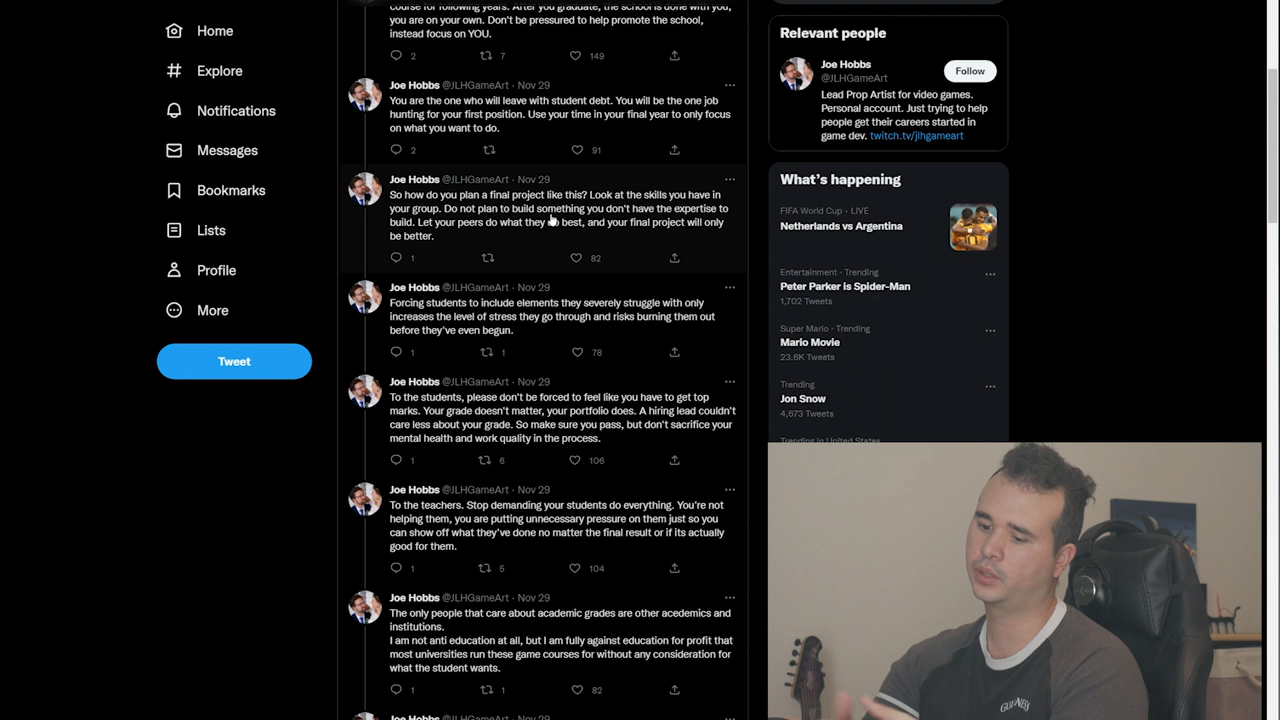 Home
Explore
Notifications
Messages
Bookmarks
Lists
Profile
More
Tweet
course for following years. After you graduate, the school is done with you,
you are on your own. Don't be pressured to help promote the school,
instead focus on YOU.
2 7 149
Joe Hobbs @JLHGameArt · Nov 29
You are the one who will leave with student debt. You will be the one job
hunting for your first position. Use your time in your final year to only focus
on what you want to do.
2 91
Joe Hobbs @JLHGameArt · Nov 29
So how do you plan a final project like this? Look at the skills you have in
your group. Do not plan to build something you don't have the expertise to
build. Let your peers do what they do best, and your final project will only
be better.
1 82
Joe Hobbs @JLHGameArt · Nov 29
Forcing students to include elements they severely struggle with only
increases the level of stress they go through and risks burning them out
before they've even begun.
1 1 78
Joe Hobbs @JLHGameArt · Nov 29
To the students, please don't be forced to feel like you have to get top
marks. Your grade doesn't matter, your portfolio does. A hiring lead couldn't
care less about your grade. So make sure you pass, but don't sacrifice your
mental health and work quality in the process.
1 6 106
Joe Hobbs @JLHGameArt · Nov 29
To the teachers. Stop demanding your students do everything. You're not
helping them, you are putting unnecessary pressure on them just so you
can show off what they've done no matter the final result or if its actually
good for them.
1 5 104
Joe Hobbs @JLHGameArt · Nov 29
The only people that care about academic grades are other acedemics and
institutions.
I am not anti education at all, but I am fully against education for profit that
most universities run these game courses for without any consideration for
what the student wants.
1 1 82
Joe Hobbs @JLHGameArt · Nov 29
Relevant people
Joe Hobbs
@JLHGameArt
Follow
Lead Prop Artist for video games.
Personal account. Just trying to help
people get their careers started in
game dev. twitch.tv/jlhgameart
What's happening
FIFA World Cup · LIVE
Netherlands vs Argentina
Entertainment · Trending
Peter Parker is Spider-Man
1,702 Tweets
Super Mario · Trending
Mario Movie
23.6K Tweets
Trending
Jon Snow
4,673 Tweets
Trending in United States
GUINNESS